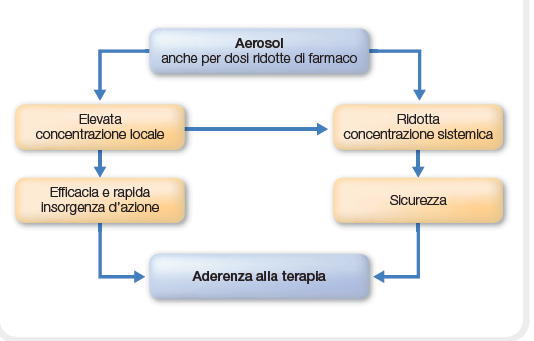 Aerosol
anche per dosi ridotte di farmaco
Elevata
concentrazione locale
Ridotta
concentrazione sistemica
Efficacia e rapida
insorgenza d'azione
Sicurezza
Aderenza alla terapia